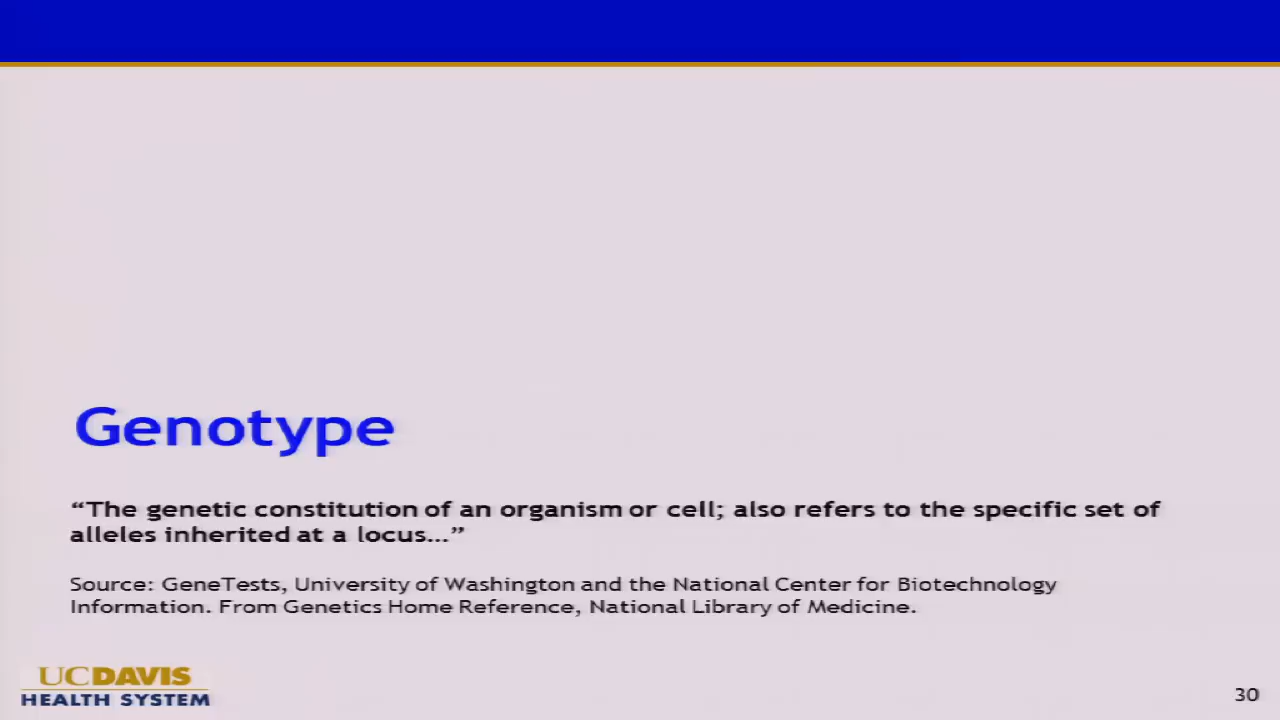 Genotype
“The genetic constitution of an organism or cell; also refers to the specific set of
alleles inherited at a locus...”
Source: GeneTests, University of Washington and the National Center for Biotechnology
Information. From Genetics Home Reference, National Library of Medicine.
UCDAVIS
HEALTH SYSTEM
30